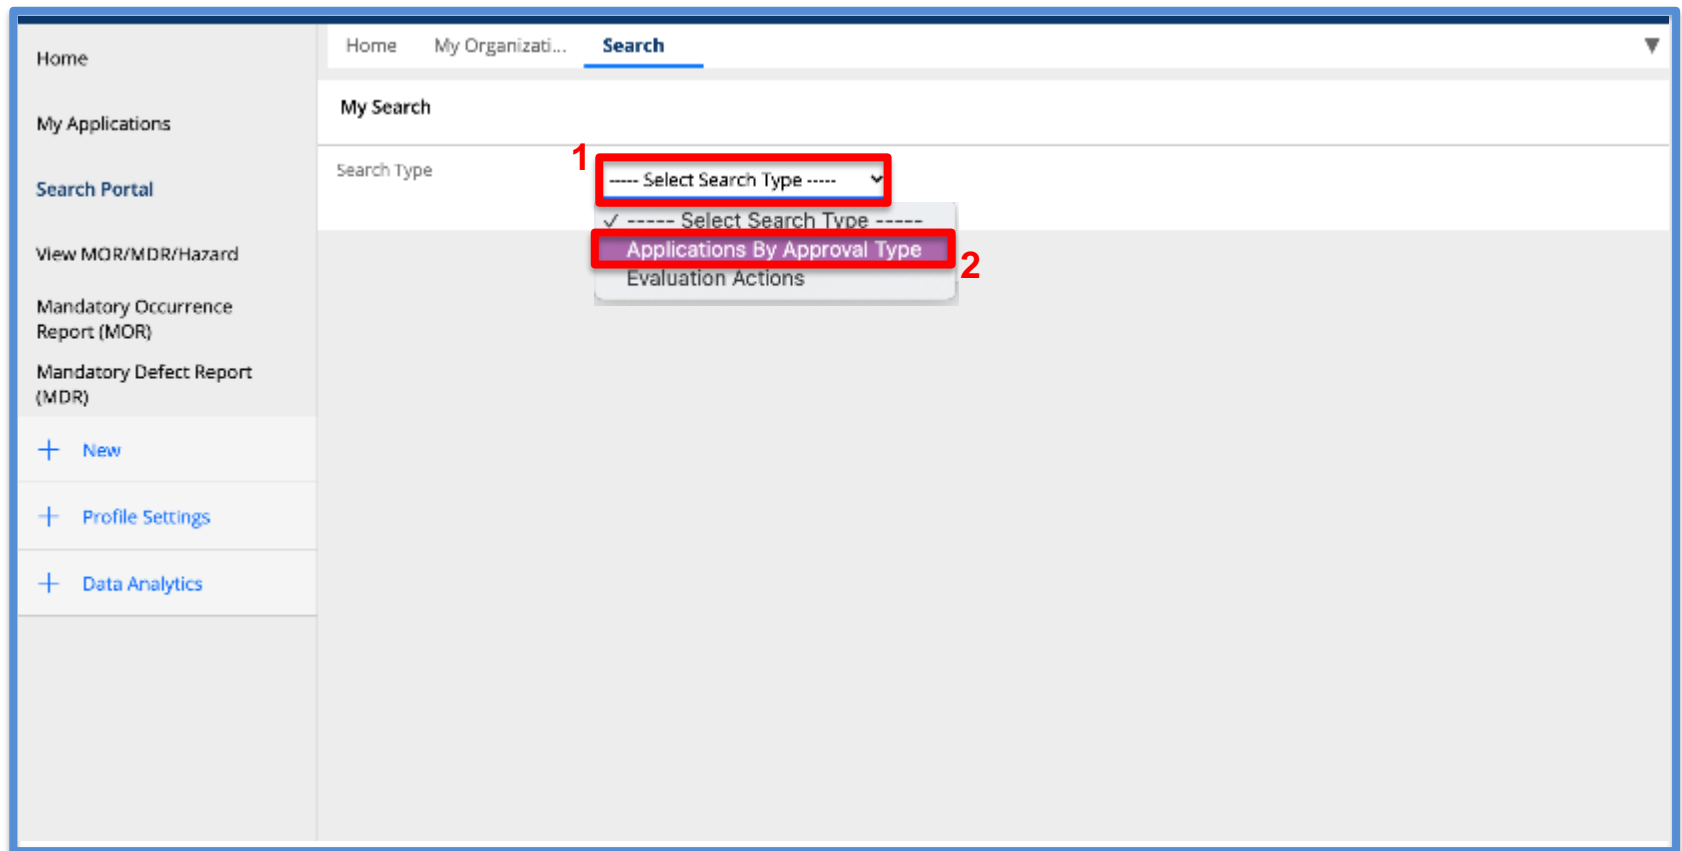 Home
My Applications
Search Portal
View MOR/MDR/Hazard
Mandatory Occurrence
Report (MOR)
Mandatory Defect Report
(MDR)
New
Profile Settings
Data Analytics
Home My Organizati... Search
My Search
Search Type
1
----- Select Search Type -----
✓ ----- Select Search Type -----
Applications By Approval Type
2
Evaluation Actions